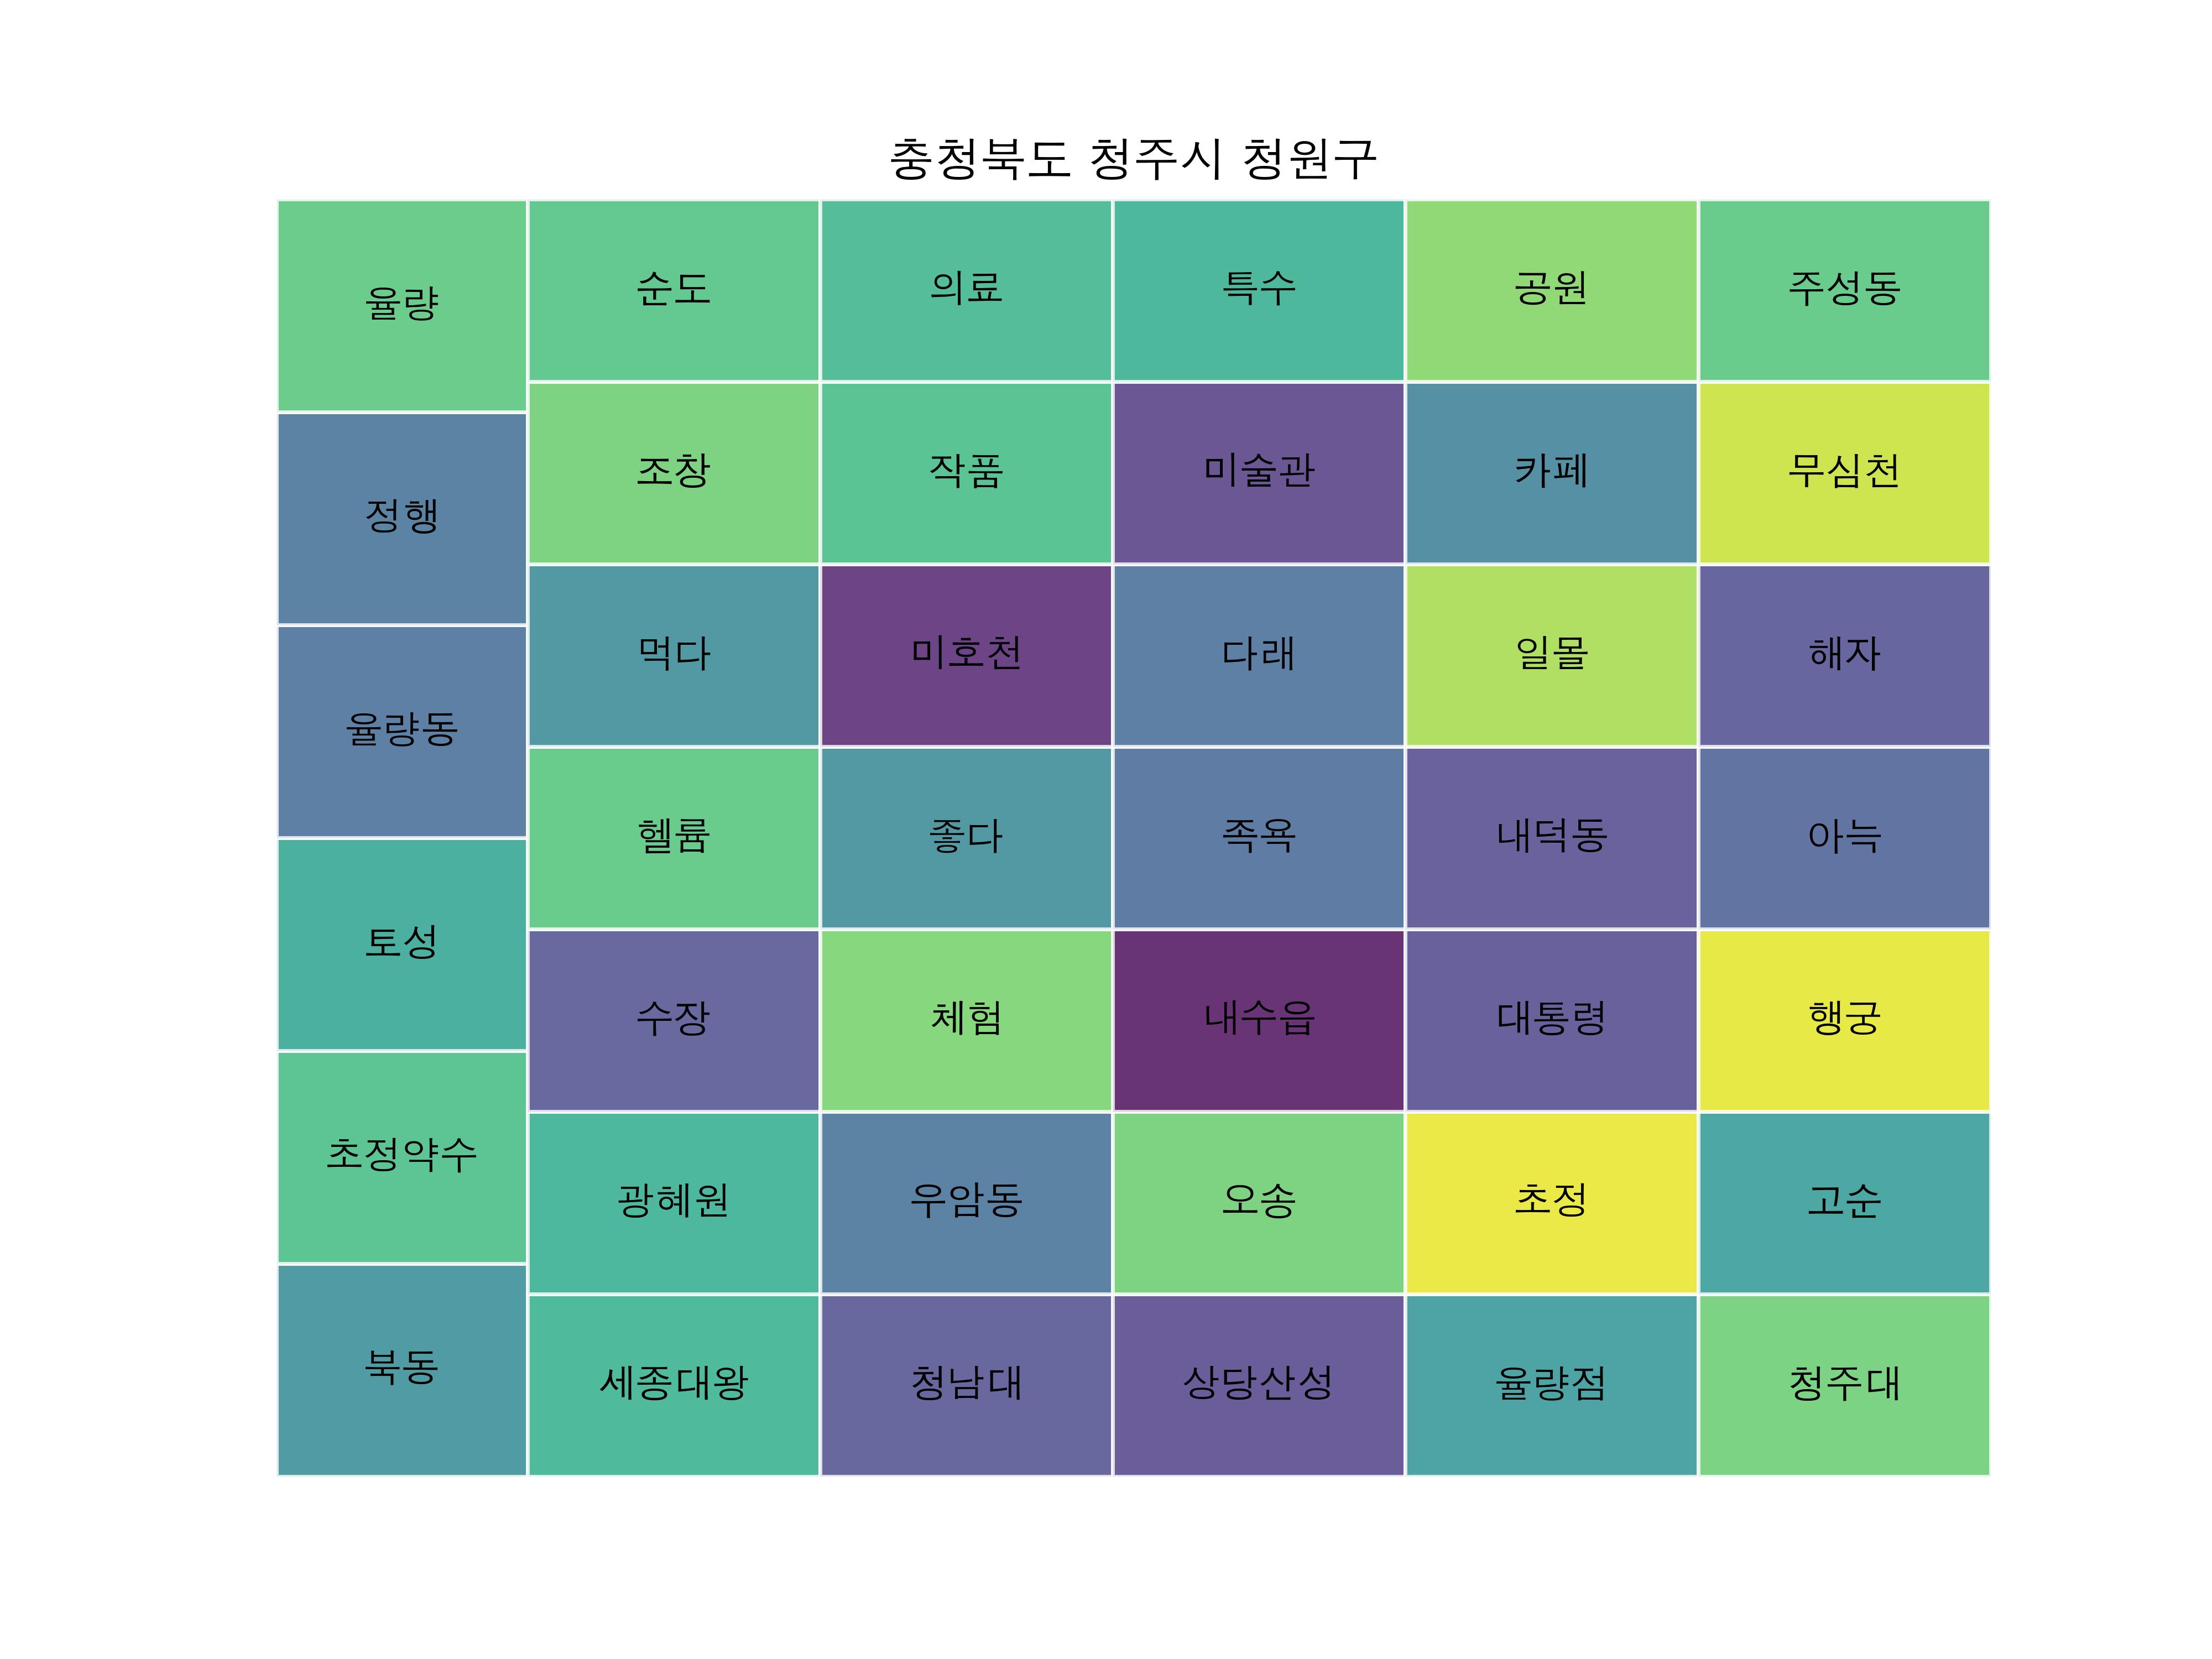 충청북도 청주시 청원구
율량
순도
의료
특수
공원
주성동
조창
작품
미술관
카페
무심천
정행
먹다
미호천
다래
일몰
해자
율량동
헬륨
좋다
족욕
내덕동
아늑
토성
수장
체험
내수읍
대통령
행궁
초정약수
광혜원
우암동
오송
초정
고순
북동
세종대왕
청남대
상당산성
율량점
청주대